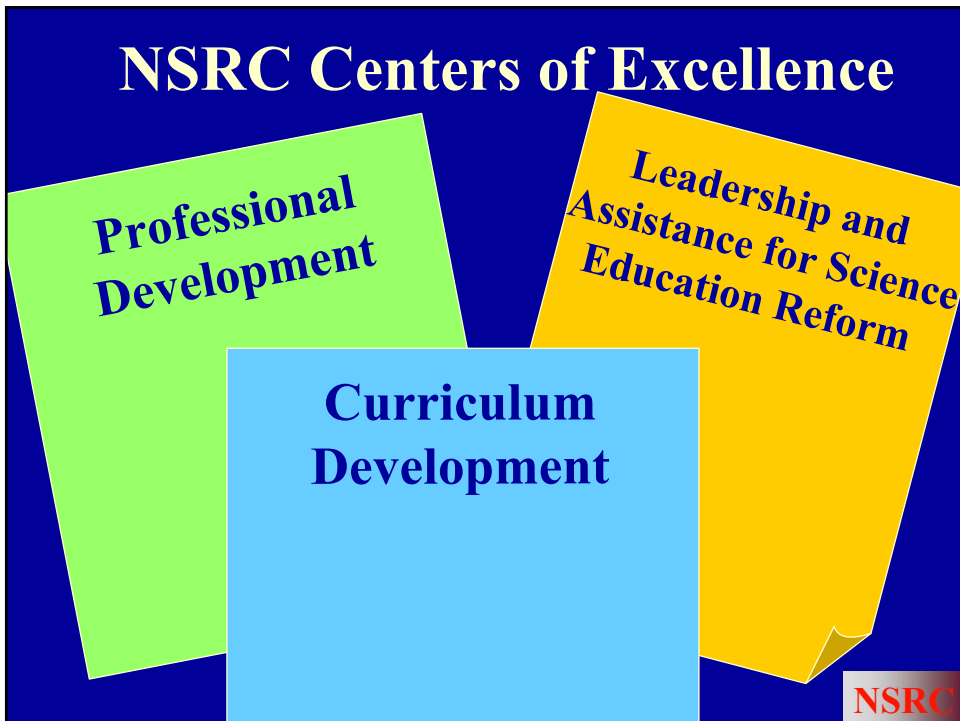 NSRC Centers of Excellence
Professional
Development
Leadership and
Assistance for Science
Education Reform
Curriculum
Development
NSRC